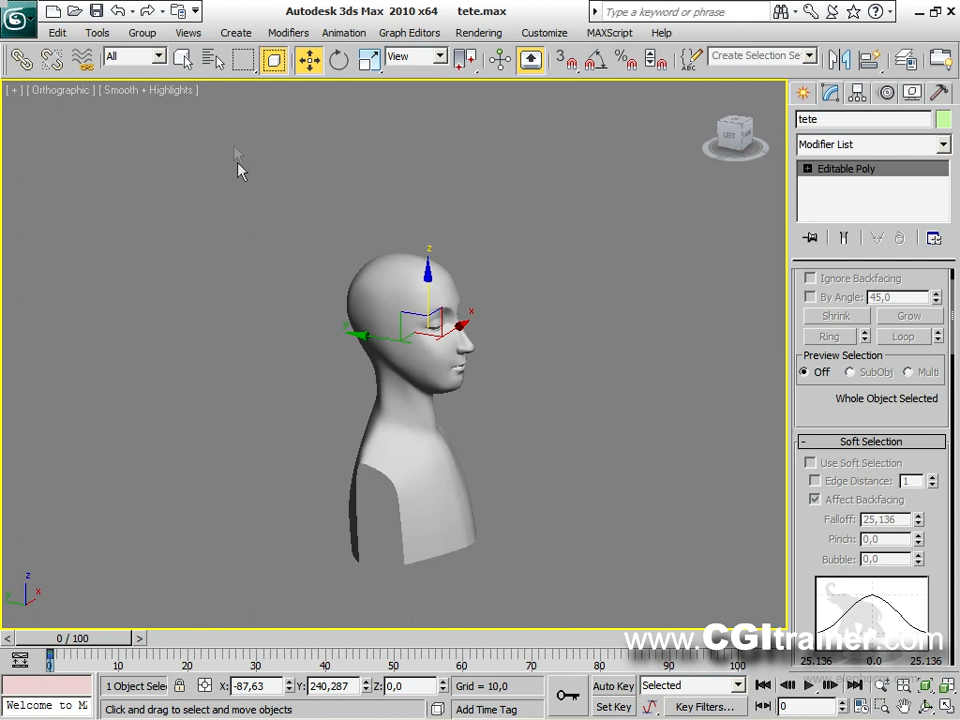 Autodesk 3ds Max 2010 x64 tete.max
Type a keyword or phrase
Edit Tools Group Views Create Modifiers Animation Graph Editors Rendering Customize MAXScript Help
All View 3 Create Selection Se
[ + ] [ Orthographic ] [ Smooth + Highlights ]
LEFT
tete
Modifier List
Editable Poly
Ignore Backfacing
By Angle: 45,0
Shrink Grow
Ring Loop
Preview Selection
Off SubObj Multi
Whole Object Selected
- Soft Selection
Use Soft Selection
Edge Distance: 1
Affect Backfacing
Falloff: 25,136
Pinch: 0,0
Bubble: 0,0
z
x
y
z
x
y
www.CGItrainer.com
25.136 0.0 25.136
< 0 / 100 >
0 10 20 30 40 50 60 70 80 90 100
1 Object Sele X: -87,63 Y: 240,287 Z: 0,0 Grid = 10,0 Auto Key Selected
Welcome to M Click and drag to select and move objects Add Time Tag Set Key Key Filters... 0